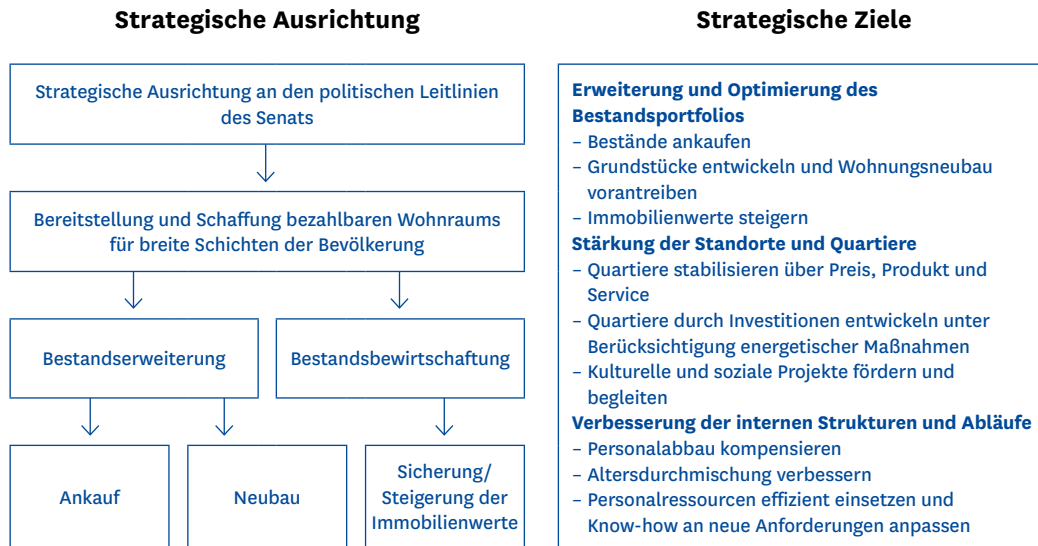 Strategische Ausrichtung
Strategische Ausrichtung an den politischen Leitlinien
des Senats
Bereitstellung und Schaffung bezahlbaren Wohnraums
für breite Schichten der Bevölkerung
Bestandserweiterung
Bestandsbewirtschaftung
Ankauf
Neubau
Sicherung/
Steigerung der
Immobilienwerte
Strategische Ziele
Erweiterung und Optimierung des
Bestandsportfolios
– Bestände ankaufen
– Grundstücke entwickeln und Wohnungsneubau
vorantreiben
– Immobilienwerte steigern
Stärkung der Standorte und Quartiere
– Quartiere stabilisieren über Preis, Produkt und
Service
– Quartiere durch Investitionen entwickeln unter
Berücksichtigung energetischer Maßnahmen
– Kulturelle und soziale Projekte fördern und
begleiten
Verbesserung der internen Strukturen und Abläufe
– Personalabbau kompensieren
– Altersdurchmischung verbessern
– Personalressourcen effizient einsetzen und
Know-how an neue Anforderungen anpassen